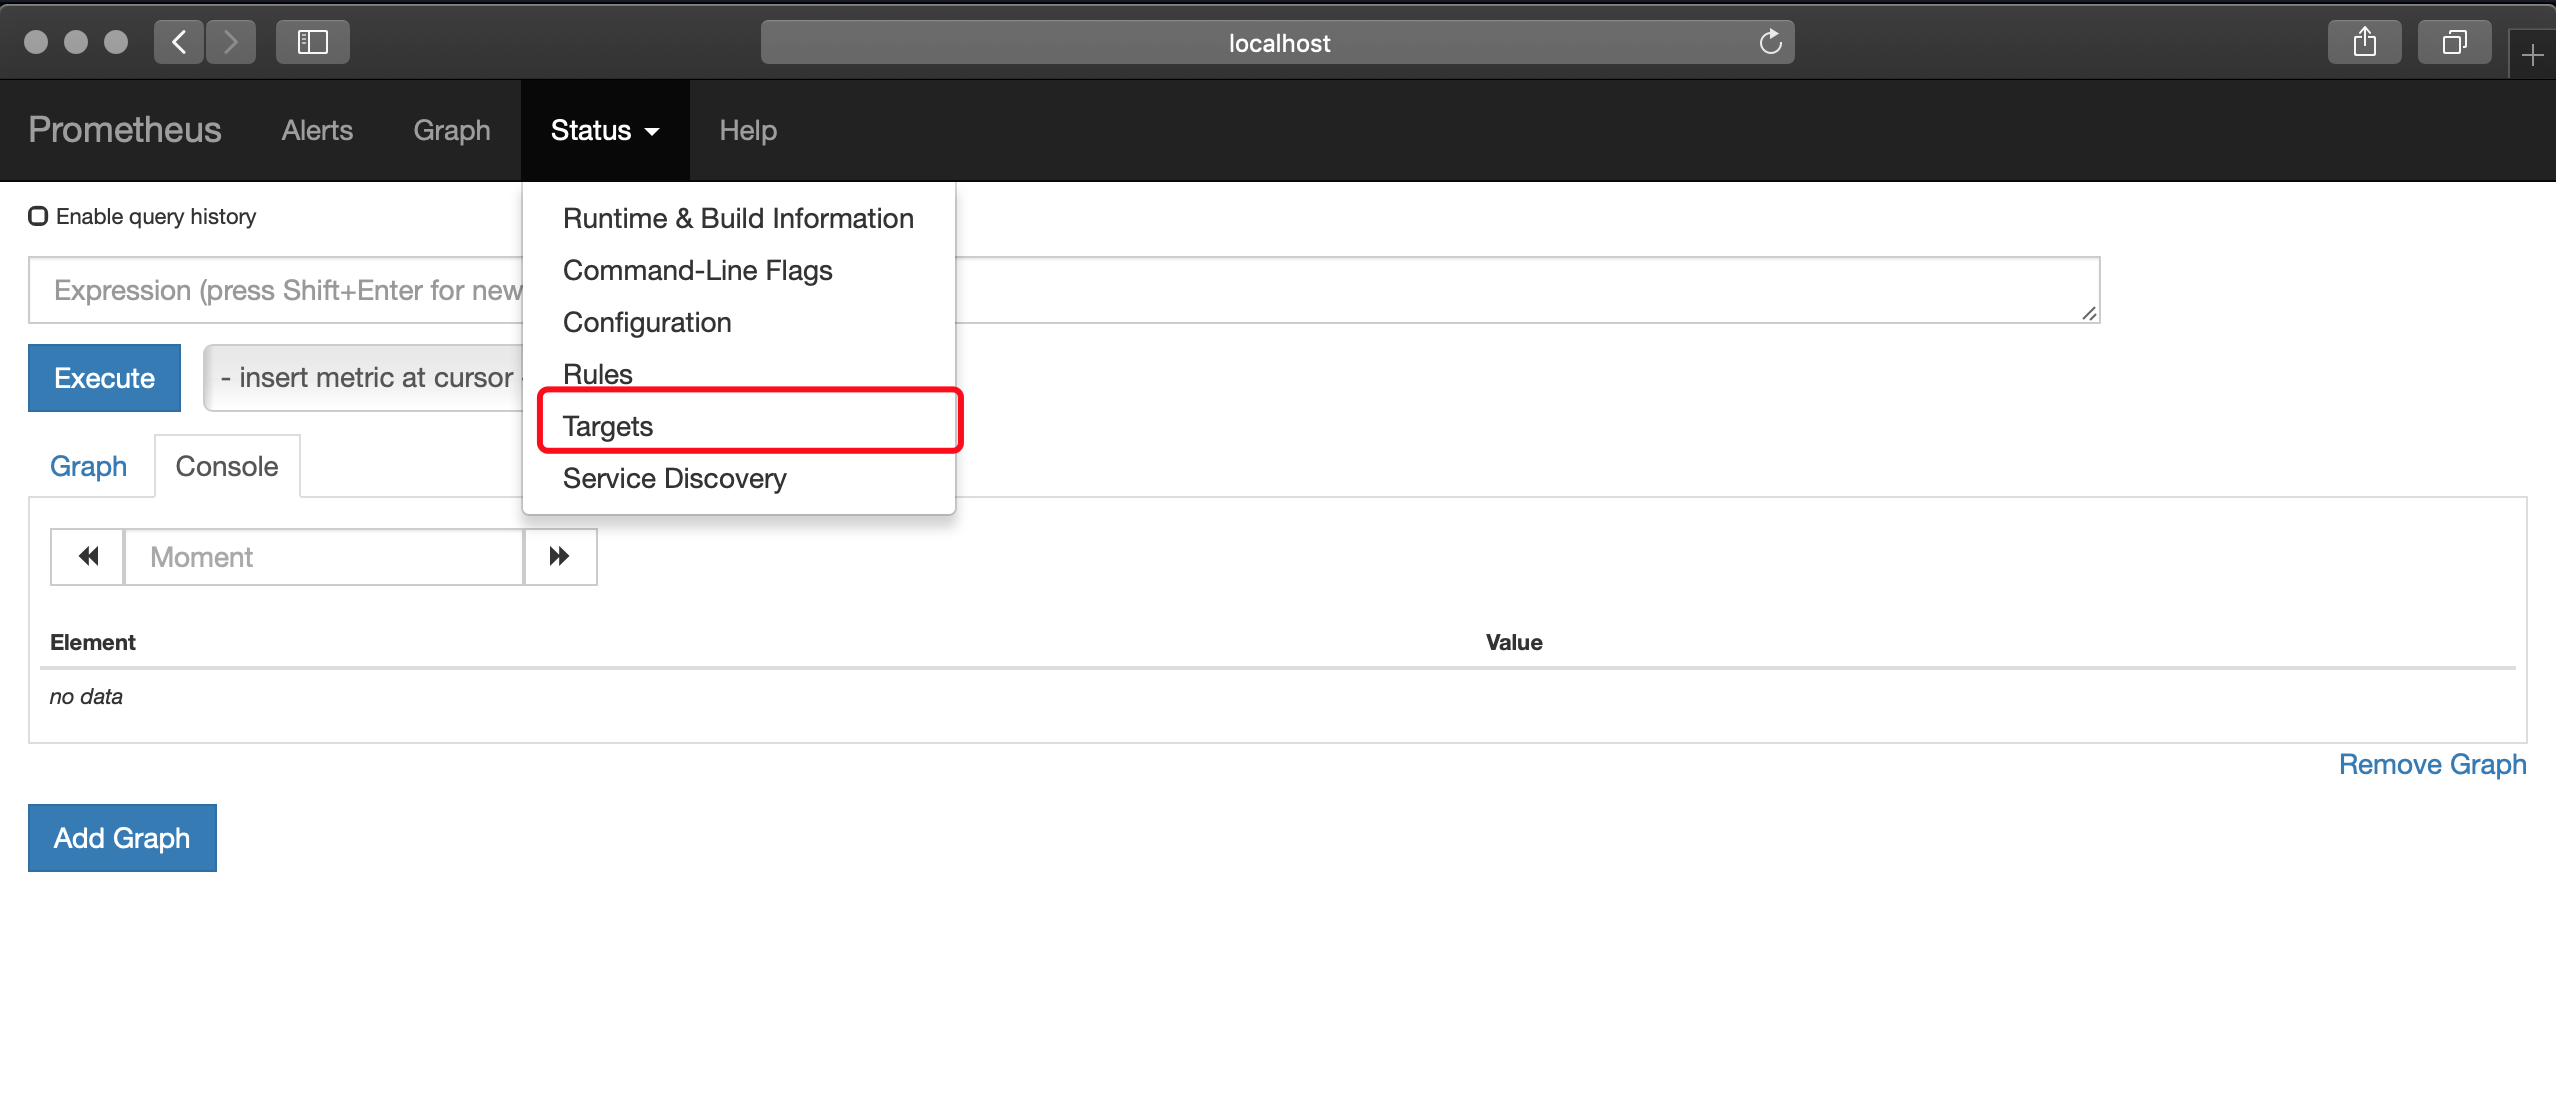 localhost
Prometheus Alerts Graph Status Help
Enable query history
Runtime & Build Information
Command-Line Flags
Configuration
Rules
Targets
Service Discovery
Expression (press Shift+Enter for new
Execute - insert metric at cursor -
Graph Console
Moment
Element Value
no data
Remove Graph
Add Graph